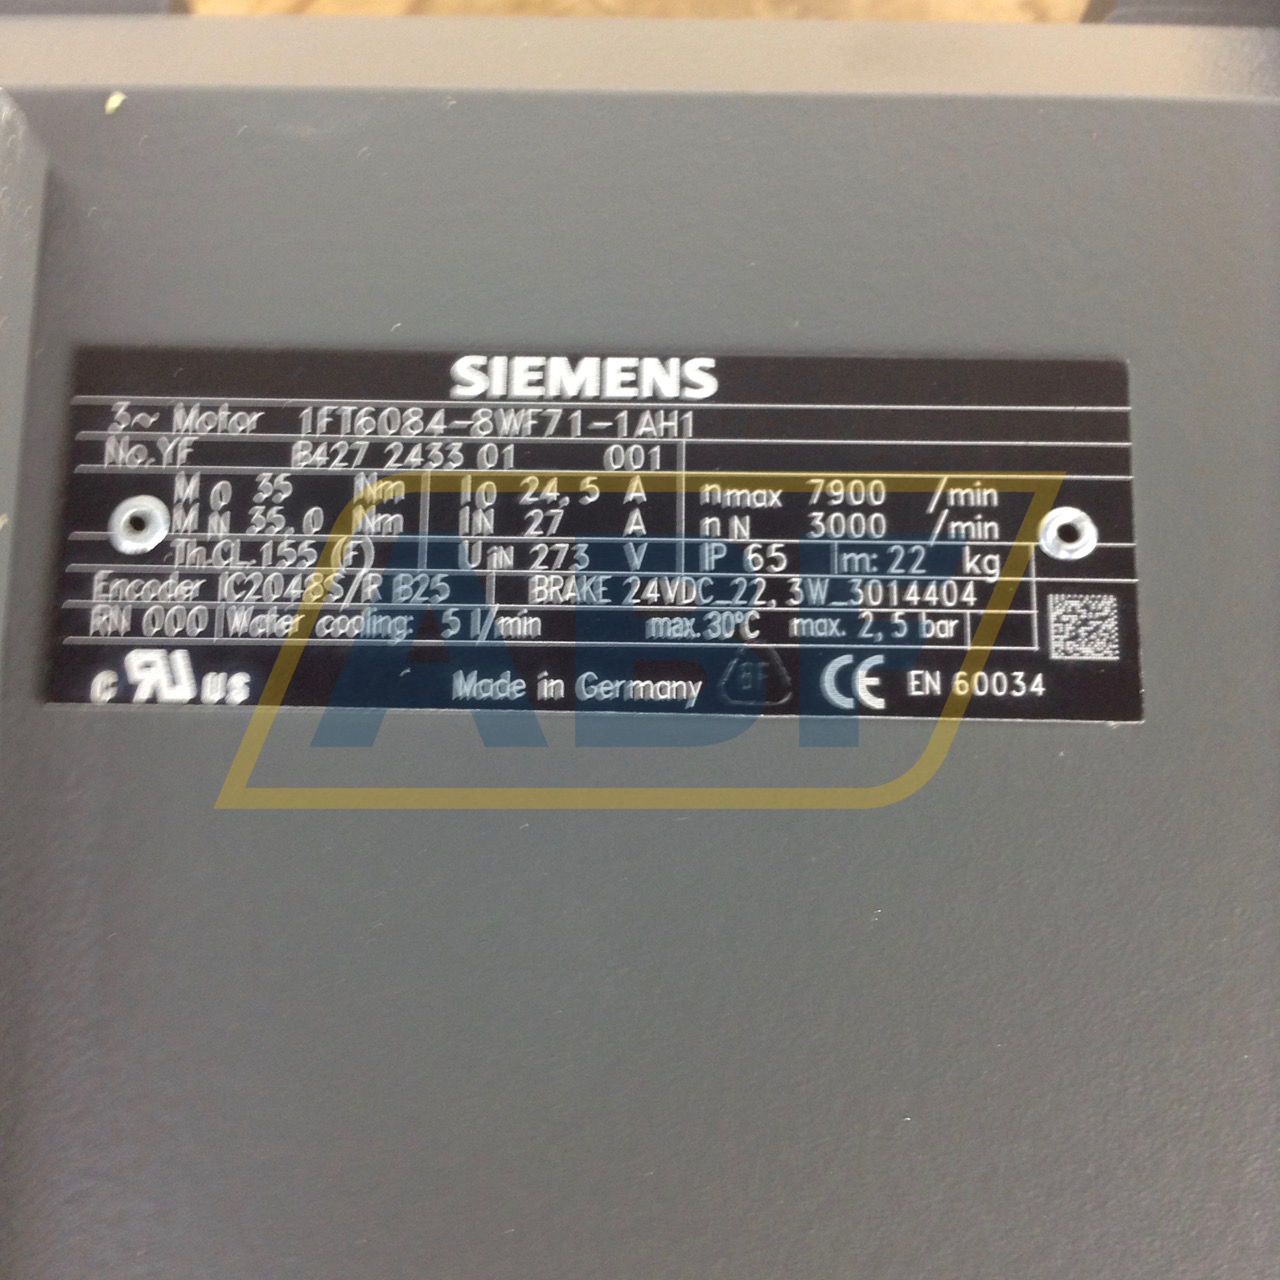 SIEMENS
3~ Motor 1FT6084-8WF71-1AH1
No.YF B427 2433 01 001
M0 35 Nm I0 24,5 A nmax 7900 /min
MN 35,0 Nm IN 27 A nN 3000 /min
Th.CL.155 (F) UIN 273 V IP 65 m: 22 kg
Encoder IC2048S/R B25 BRAKE 24VDC_22,3W_3014404
RN 000 Water cooling: 5 l/min max. 30°C max. 2,5 bar
c RU us Made in Germany BF CE EN 60034
ABF